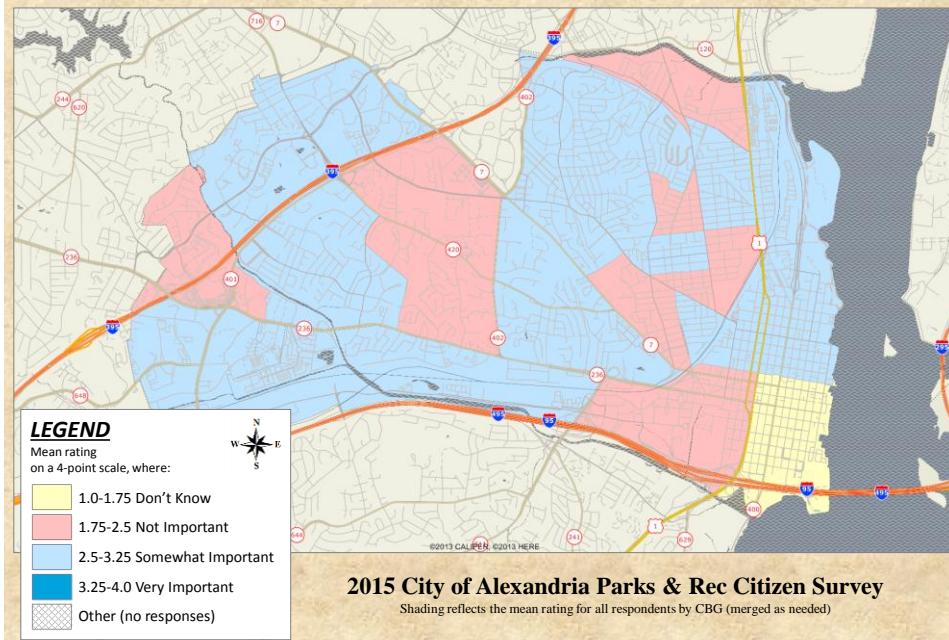 395
716
7
120
244
620
402
395
7
236
420
1
401
395
236
402
7
295
236
648
495
95
95
495
400
1
644
241
629
©2013 CALIPER, ©2013 HERE
LEGEND
Mean rating
on a 4-point scale, where:
N
W E
S
1.0-1.75 Don’t Know
1.75-2.5 Not Important
2.5-3.25 Somewhat Important
3.25-4.0 Very Important
Other (no responses)
2015 City of Alexandria Parks & Rec Citizen Survey
Shading reflects the mean rating for all respondents by CBG (merged as needed)